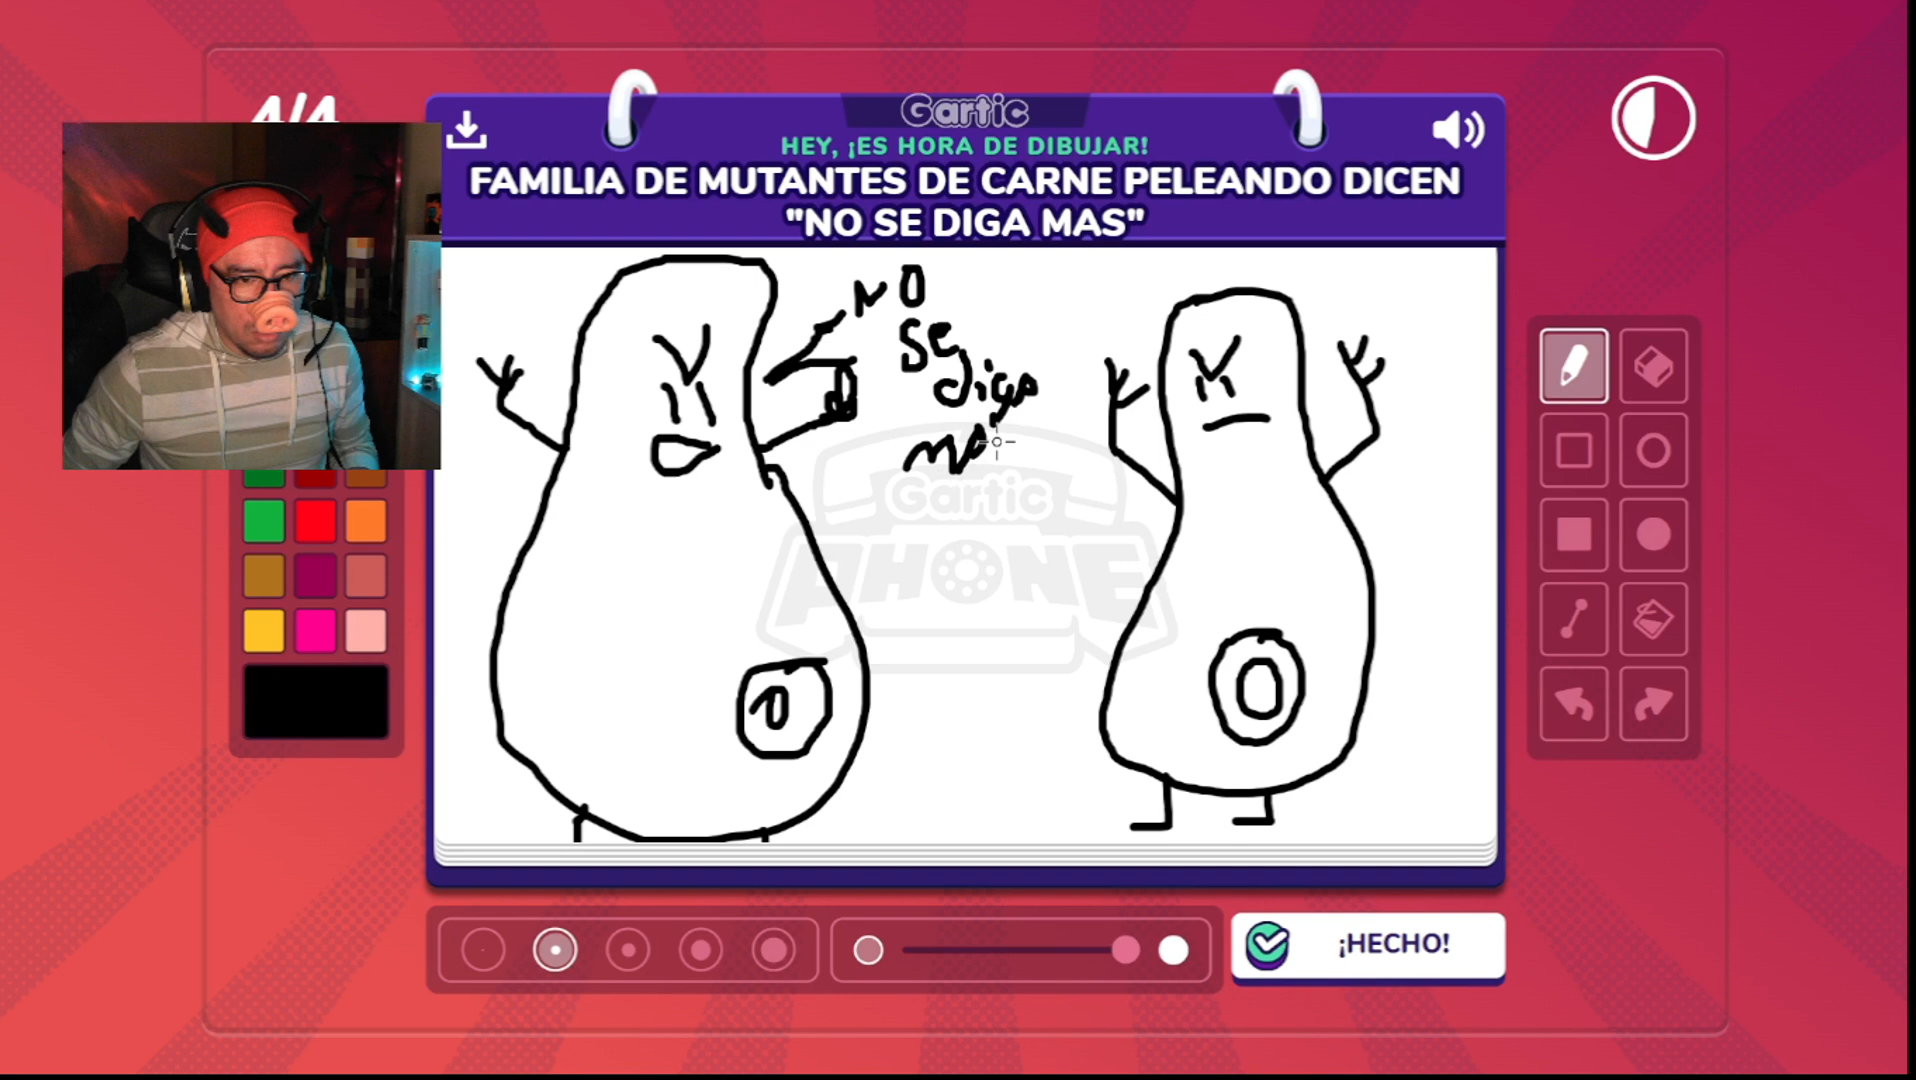 4/4
Gartic
HEY, ¡ES HORA DE DIBUJAR!
FAMILIA DE MUTANTES DE CARNE PELEANDO DICEN
"NO SE DIGA MAS"
NO
SE
Diga
ma
Gartic
PHONE
¡HECHO!